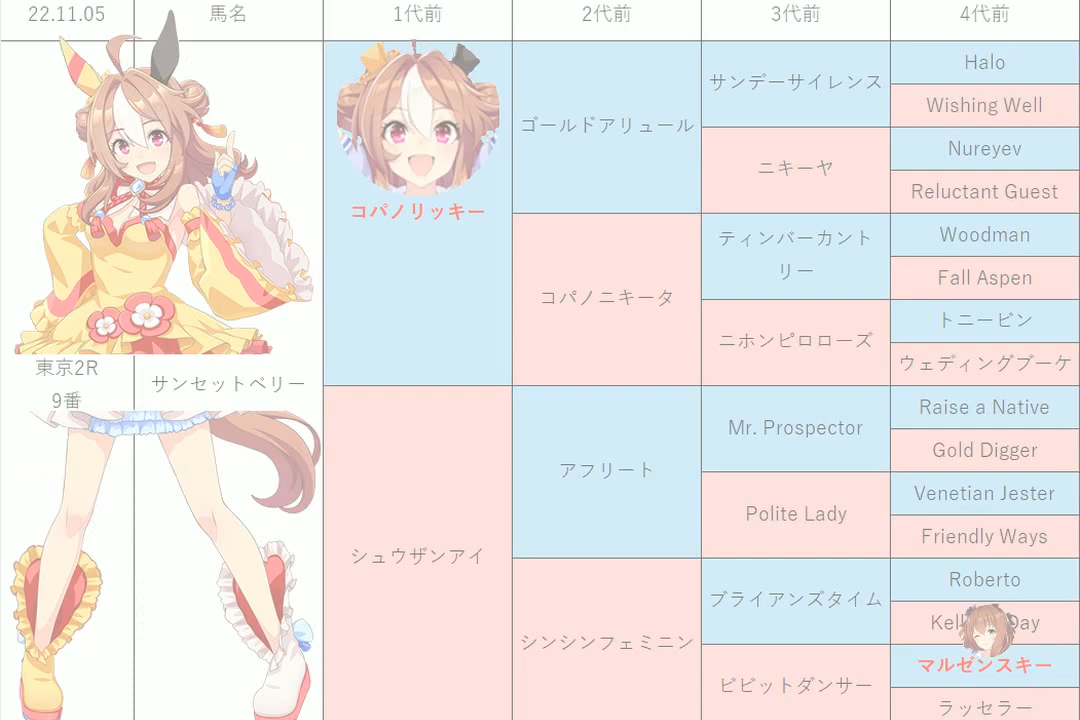 22.11.05 馬名 1代前 2代前 3代前 4代前
東京2R
9番
サンセットベリー
コパノリッキー
シュウザンアイ
ゴールドアリュール
コパノニキータ
アフリート
シンシンフェミニン
サンデーサイレンス
ニキーヤ
ティンバーカント
リー
ニホンピロローズ
Mr. Prospector
Polite Lady
ブライアンズタイム
ビビットダンサー
Halo
Wishing Well
Nureyev
Reluctant Guest
Woodman
Fall Aspen
トニービン
ウェディングブーケ
Raise a Native
Gold Digger
Venetian Jester
Friendly Ways
Roberto
Day
マルゼンスキー
ラッセラー